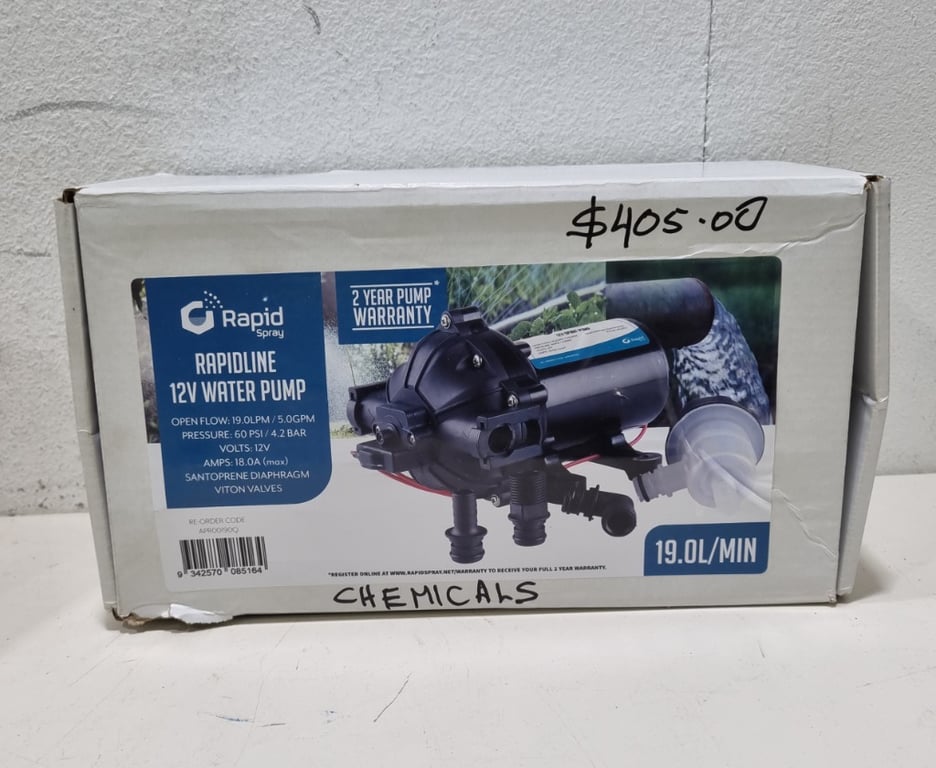 $405.00
Rapid
Spray
RAPIDLINE
12V WATER PUMP
OPEN FLOW: 19.0LPM / 5.0GPM
PRESSURE: 60 PSI / 4.2 BAR
VOLTS: 12V
AMPS: 18.0A (max)
SANTOPRENE DIAPHRAGM
VITON VALVES
2 YEAR PUMP
WARRANTY*
Rapid
RE-ORDER CODE
APR00190Q
9 342570 085164
19.0L/MIN
*REGISTER ONLINE AT WWW.RAPIDSPRAY.NET/WARRANTY TO RECEIVE YOUR FULL 2 YEAR WARRANTY.
CHEMICALS